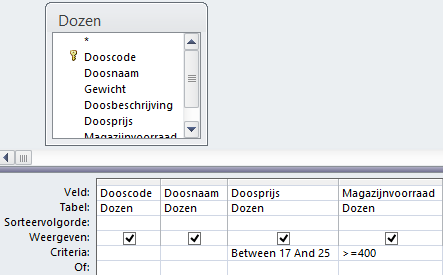 Dozen
*
Dooscode
Doosnaam
Gewicht
Doosbeschrijving
Doosprijs
Magazijnvoorraad
Veld: Dooscode Doosnaam Doosprijs Magazijnvoorraad
Tabel: Dozen Dozen Dozen Dozen
Sorteervolgorde:
Weergeven:
Criteria: Between 17 And 25 >=400
Of: